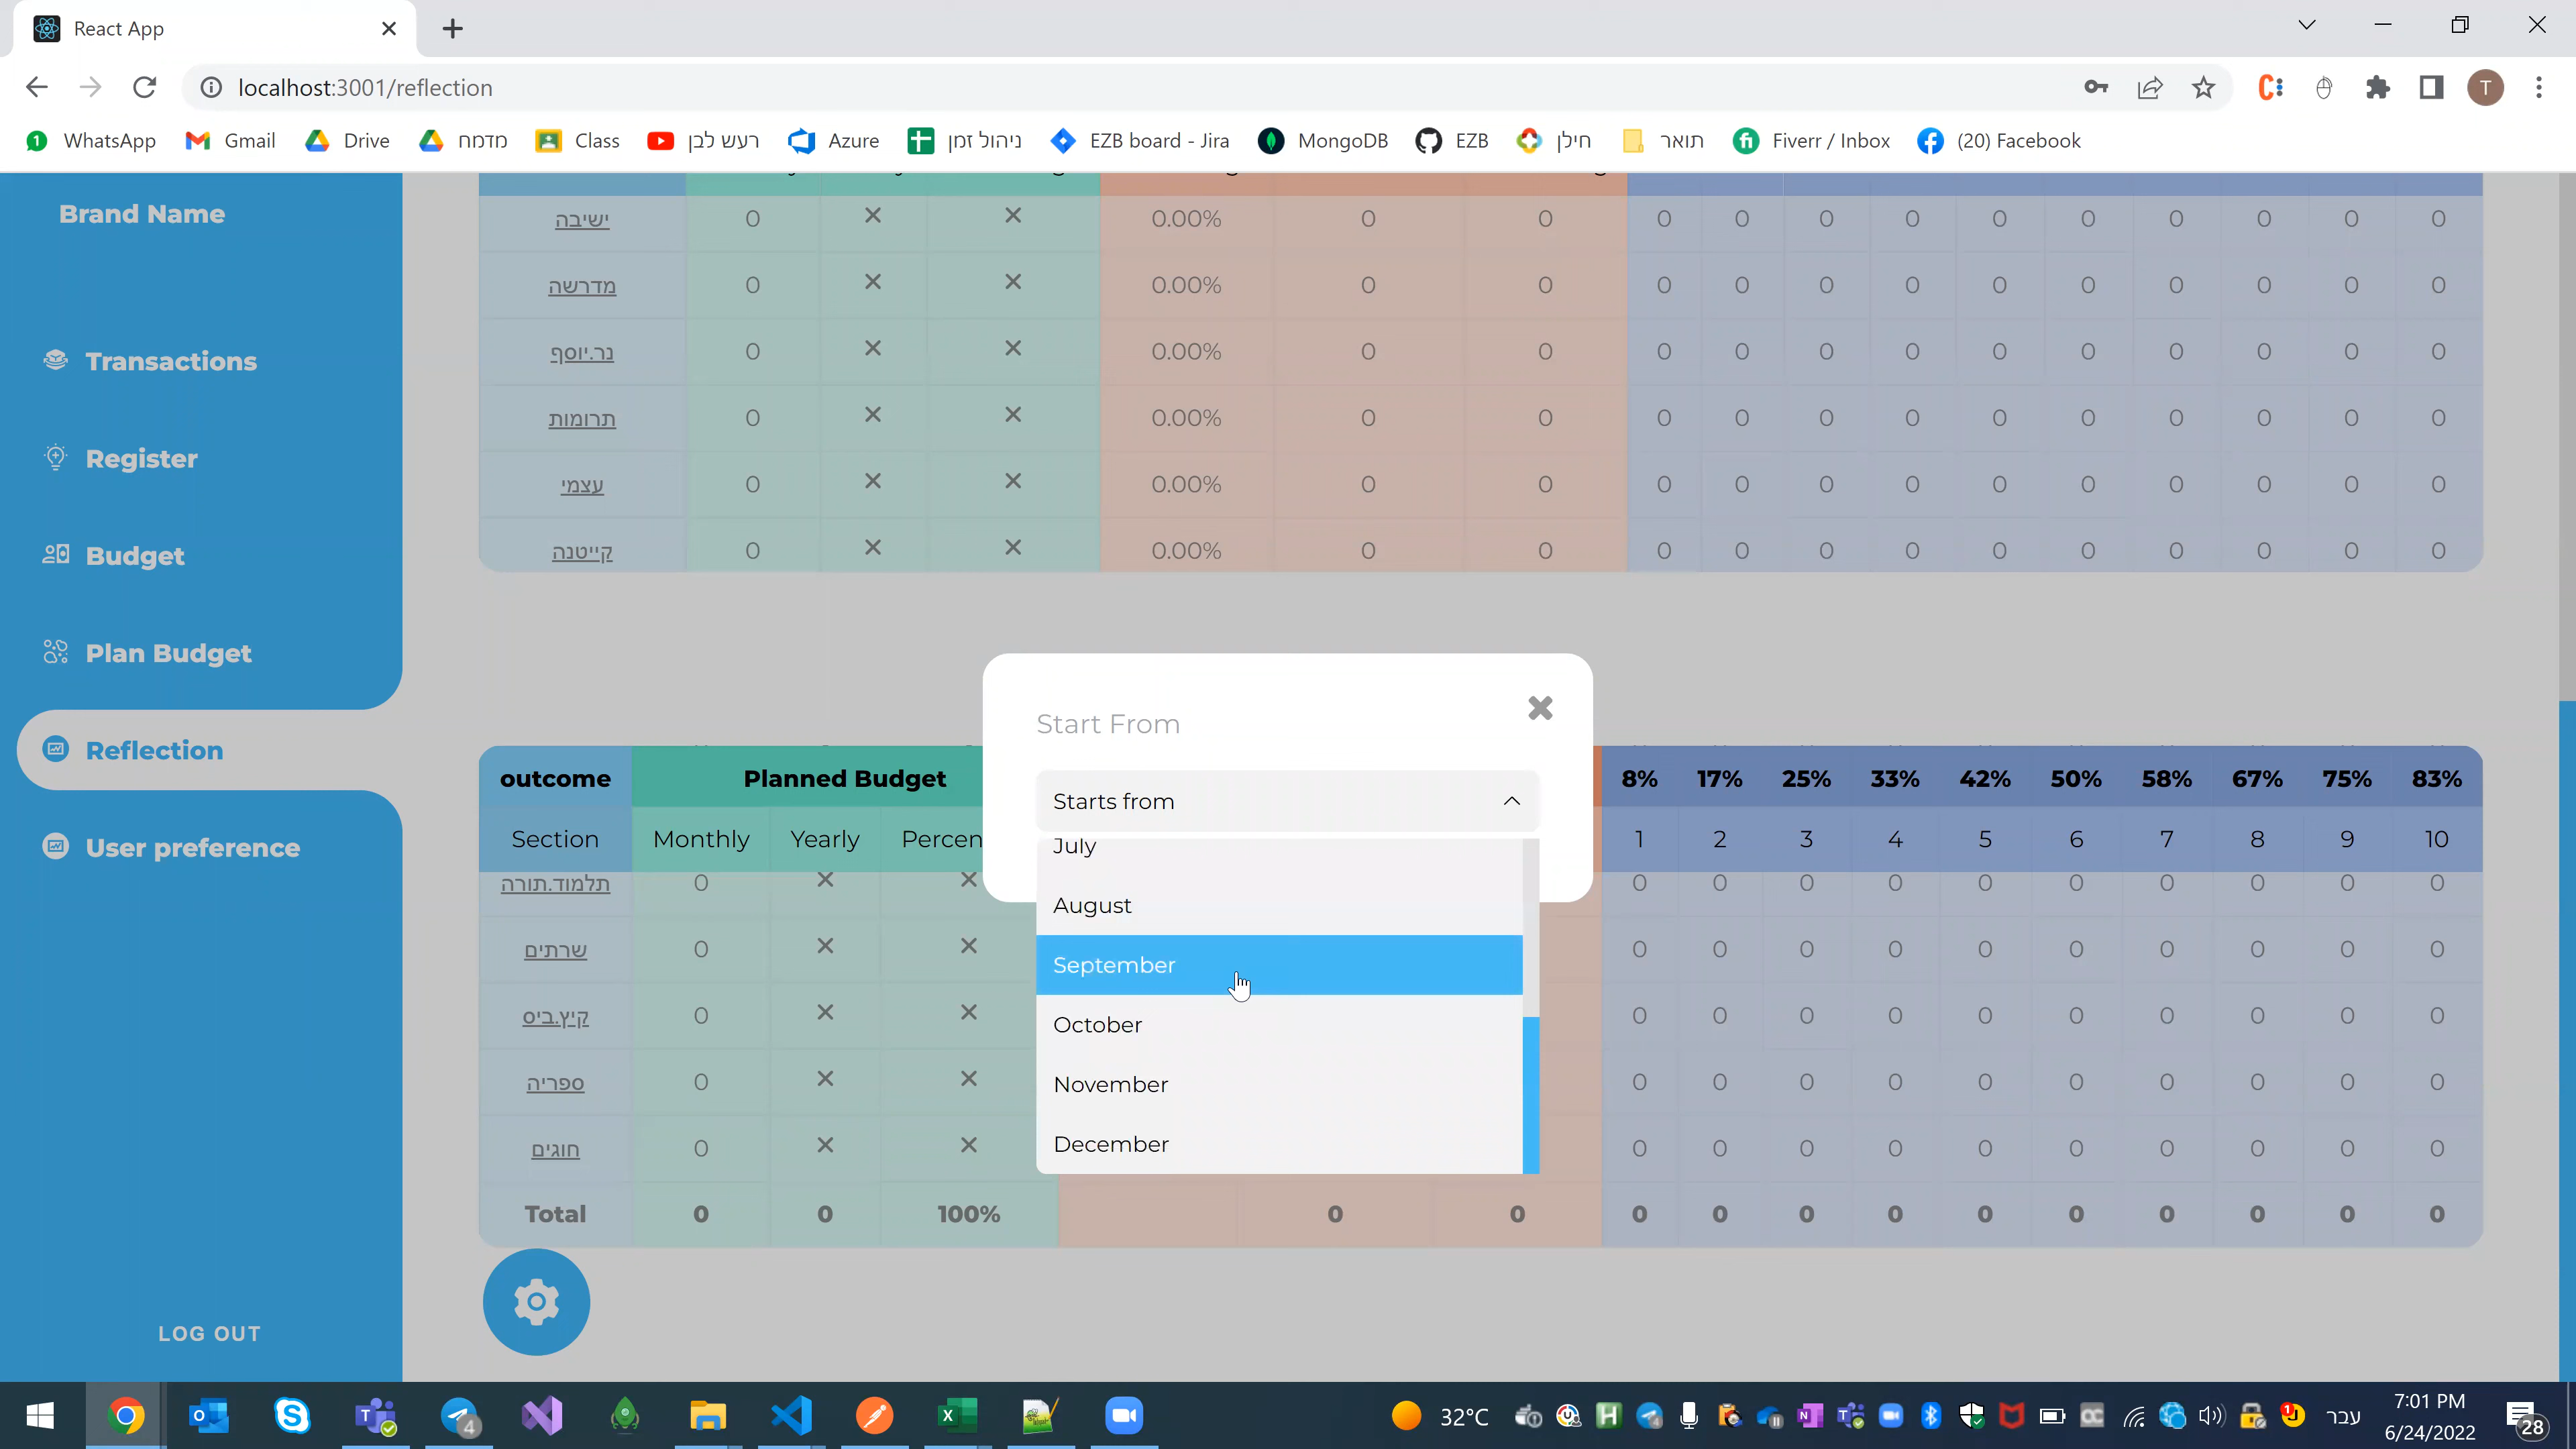 React App
localhost:3001/reflection
T
WhatsApp Gmail Drive מדמח Class רעש לבן Azure ניהול זמן EZB board - Jira MongoDB EZB חילן תואר Fiverr / Inbox (20) Facebook
Brand Name
Transactions
Register
Budget
Plan Budget
Reflection
User preference
LOG OUT
ישיבה 0 0.00% 0 0 0 0 0 0 0 0 0 0 0 0
מדרשה 0 0.00% 0 0 0 0 0 0 0 0 0 0 0 0
נר.יוסף 0 0.00% 0 0 0 0 0 0 0 0 0 0 0 0
תרומות 0 0.00% 0 0 0 0 0 0 0 0 0 0 0 0
עצמי 0 0.00% 0 0 0 0 0 0 0 0 0 0 0 0
קייטנה 0 0.00% 0 0 0 0 0 0 0 0 0 0 0 0
Start From
Starts from
July
August
September
October
November
December
outcome Planned Budget 8% 17% 25% 33% 42% 50% 58% 67% 75% 83%
Section Monthly Yearly Percen 1 2 3 4 5 6 7 8 9 10
תלמוד.תורה 0 0 0 0 0 0 0 0 0 0 0
שרתים 0 0 0 0 0 0 0 0 0 0 0
קיץ.ביס 0 0 0 0 0 0 0 0 0 0 0
ספריה 0 0 0 0 0 0 0 0 0 0 0
חוגים 0 0 0 0 0 0 0 0 0 0 0
Total 0 0 100% 0 0 0 0 0 0 0 0 0 0 0 0
4
32°C
עבר
7:01 PM
6/24/2022
28